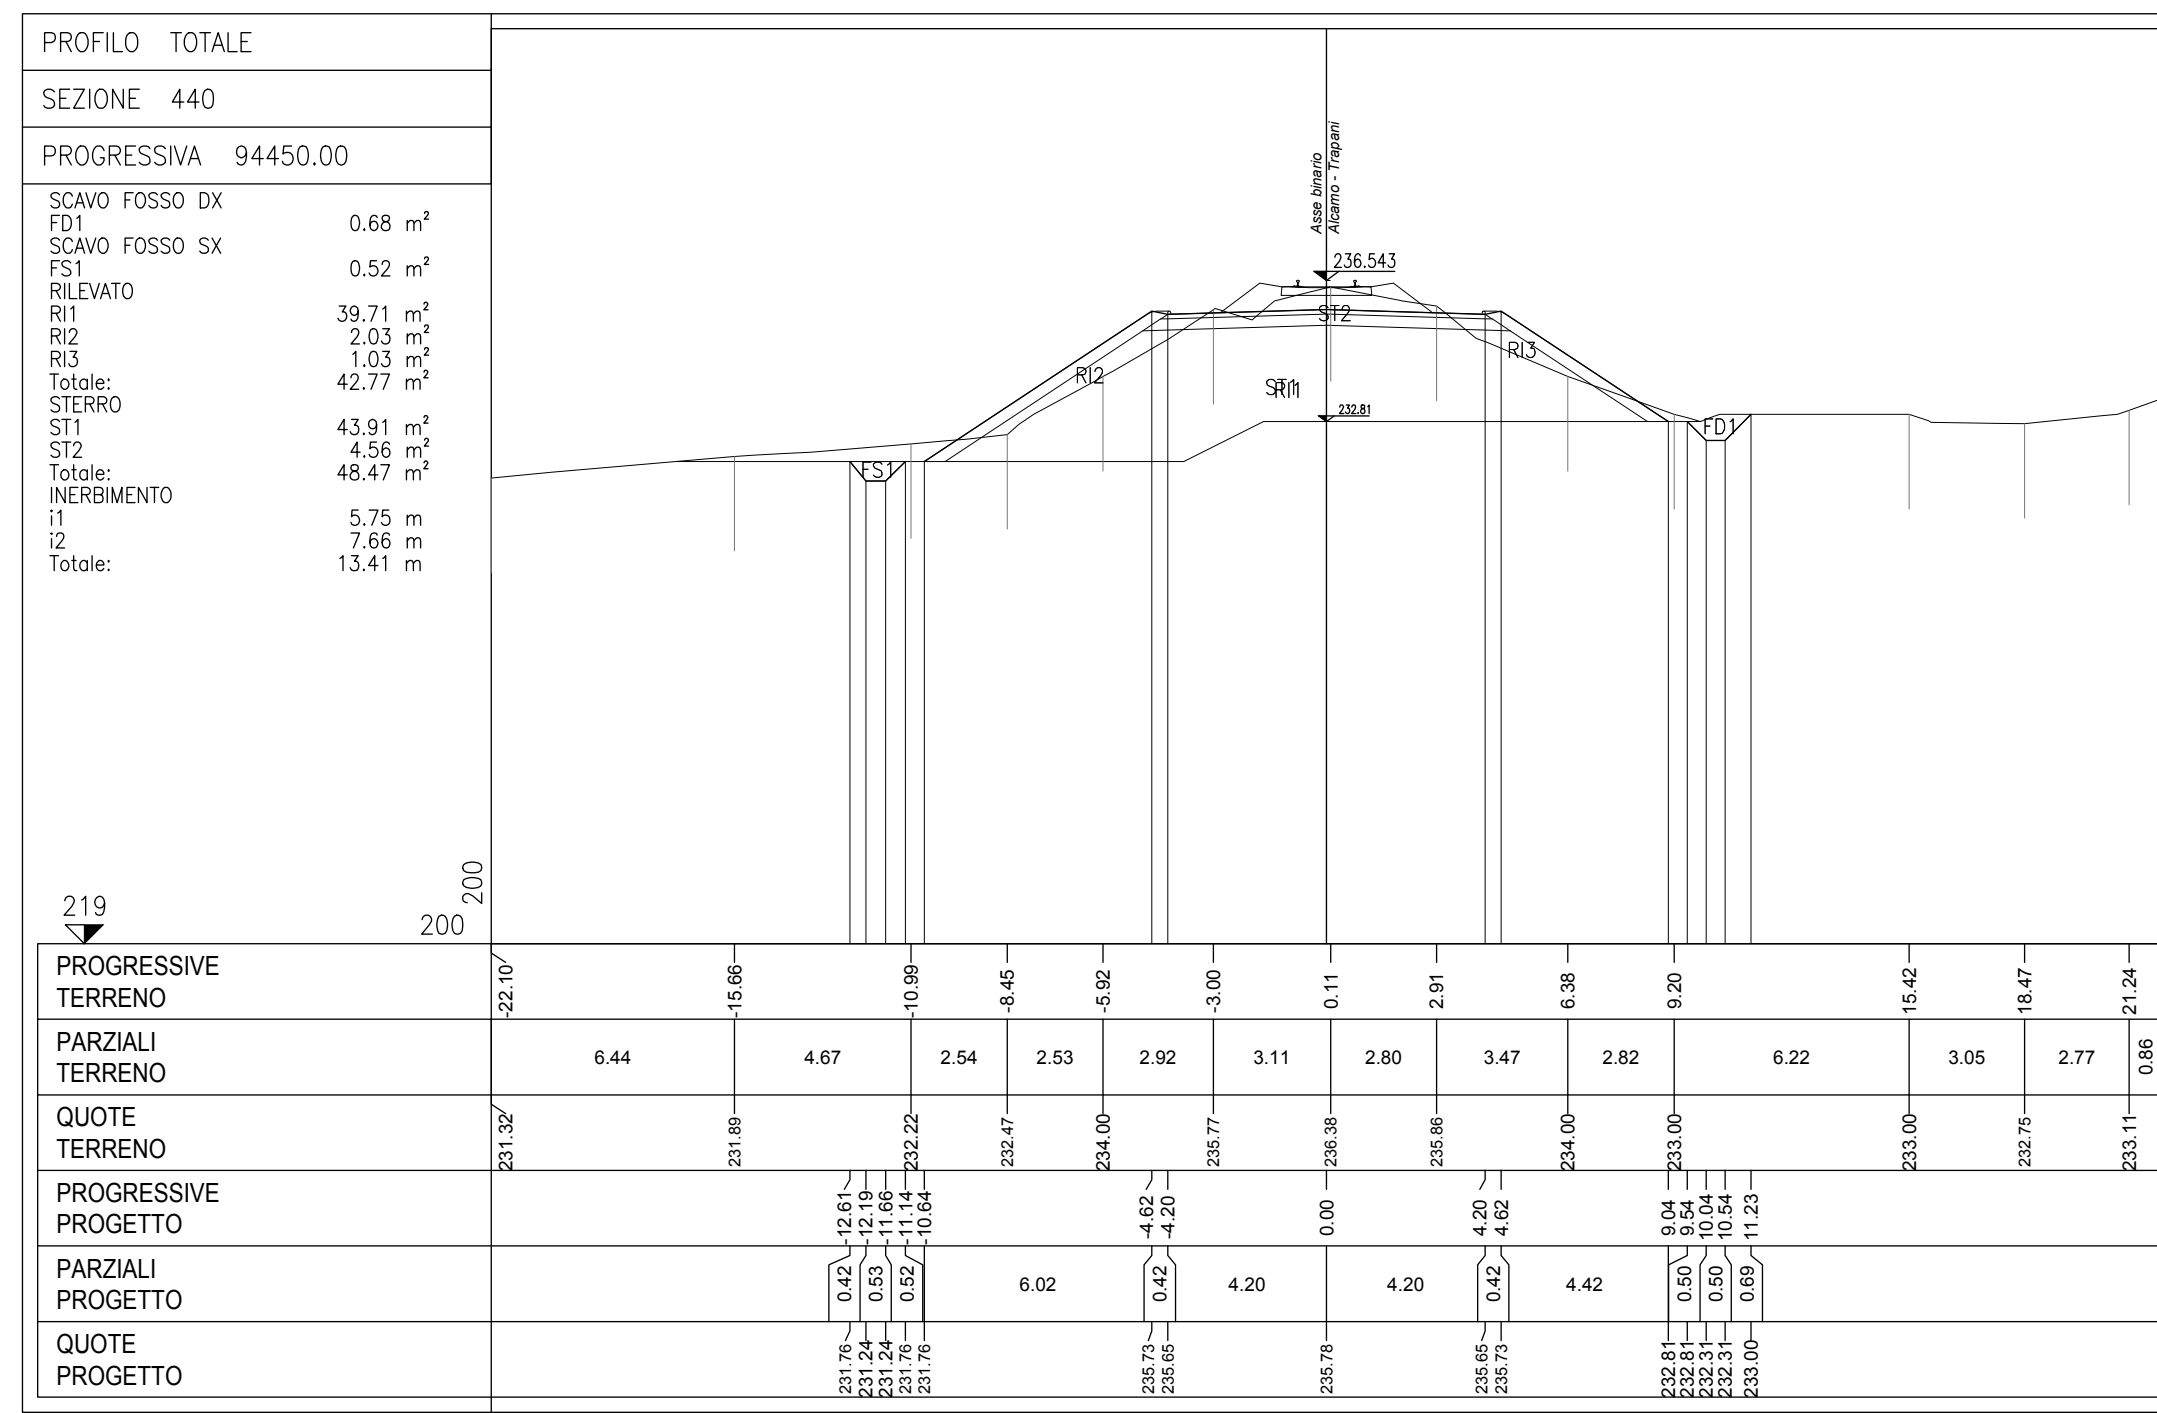 PROFILO TOTALE
SEZIONE 440
PROGRESSIVA 94450.00
SCAVO FOSSO DX
FD1 0.68 m²
SCAVO FOSSO SX
FS1 0.52 m²
RILEVATO
RI1 39.71 m²
RI2 2.03 m²
RI3 1.03 m²
Totale: 42.77 m²
STERRO
ST1 43.91 m²
ST2 4.56 m²
Totale: 48.47 m²
INERBIMENTO
i1 5.75 m
i2 7.66 m
Totale: 13.41 m
Asse binario
Alcamo - Trapani
236.543
ST2
RI3
RI2
ST1
RI1
232.81
FD1
FS1
219
200
200
PROGRESSIVE TERRENO
-22.10 -15.66 -10.99 -8.45 -5.92 -3.00 0.11 2.91 6.38 9.20 15.42 18.47 21.24
PARZIALI TERRENO
6.44 4.67 2.54 2.53 2.92 3.11 2.80 3.47 2.82 6.22 3.05 2.77 0.86
QUOTE TERRENO
231.32 231.89 232.22 232.47 234.00 235.77 236.38 235.86 234.00 233.00 233.00 232.75 233.11
PROGRESSIVE PROGETTO
-12.61 -12.19 -11.66 -11.14 -10.64 -4.62 -4.20 0.00 4.20 4.62 9.04 9.54 10.04 10.54 11.23
PARZIALI PROGETTO
0.42 0.53 0.52 6.02 0.42 4.20 4.20 0.42 4.42 0.50 0.50 0.69
QUOTE PROGETTO
231.76 231.24 231.24 231.76 231.76 235.73 235.65 235.78 235.65 235.73 232.81 232.81 232.31 232.31 233.00